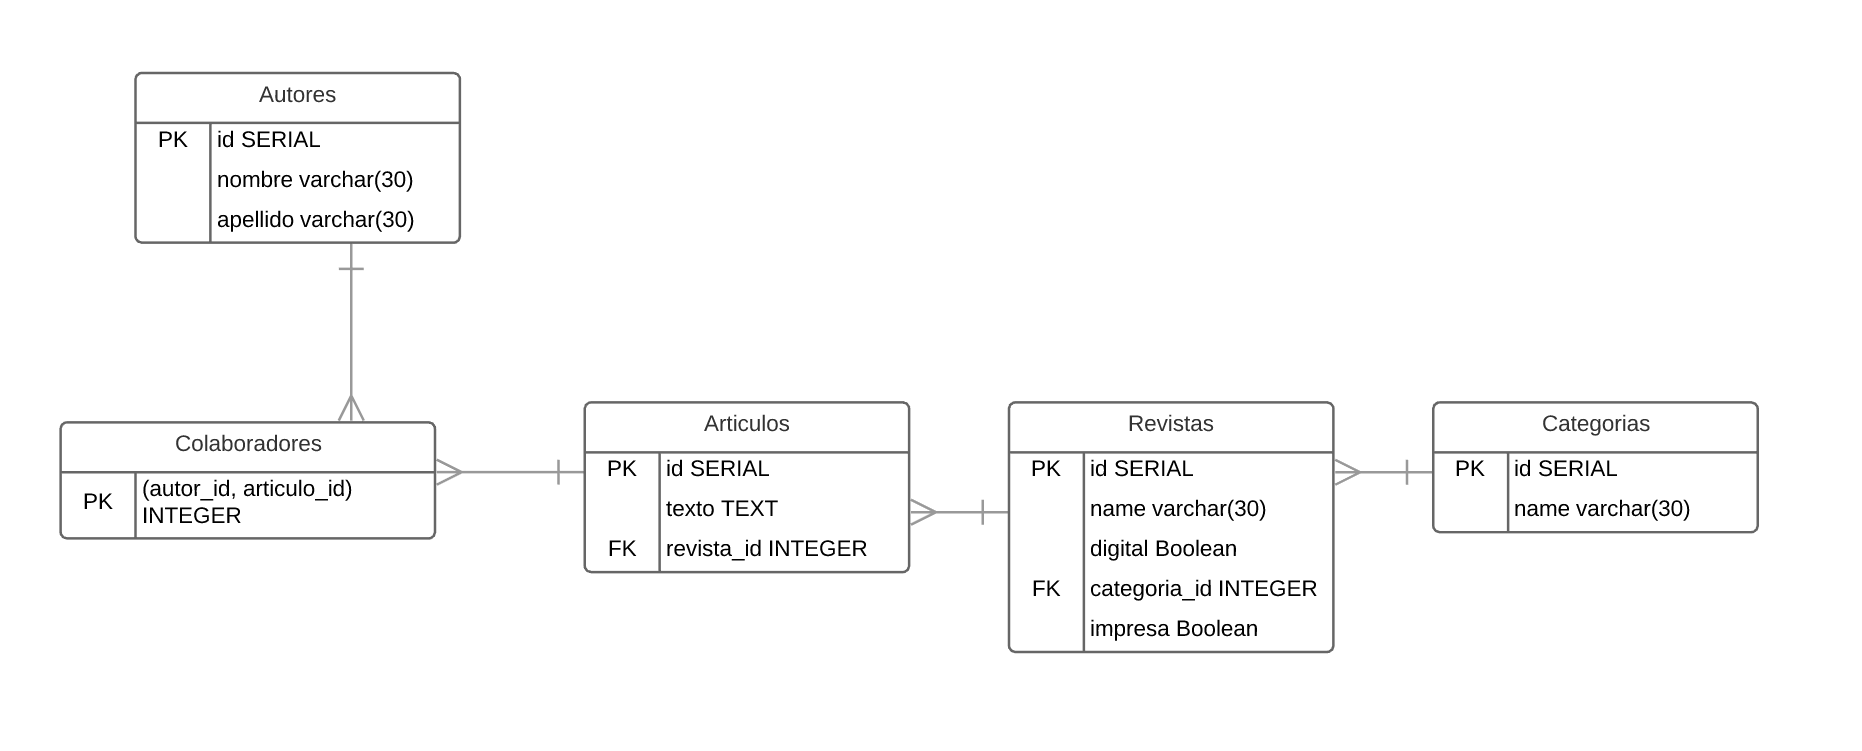 Autores
PK id SERIAL
nombre varchar(30)
apellido varchar(30)
Colaboradores
PK (autor_id, articulo_id)
INTEGER
Articulos
PK id SERIAL
texto TEXT
FK revista_id INTEGER
Revistas
PK id SERIAL
name varchar(30)
digital Boolean
FK categoria_id INTEGER
impresa Boolean
Categorias
PK id SERIAL
name varchar(30)